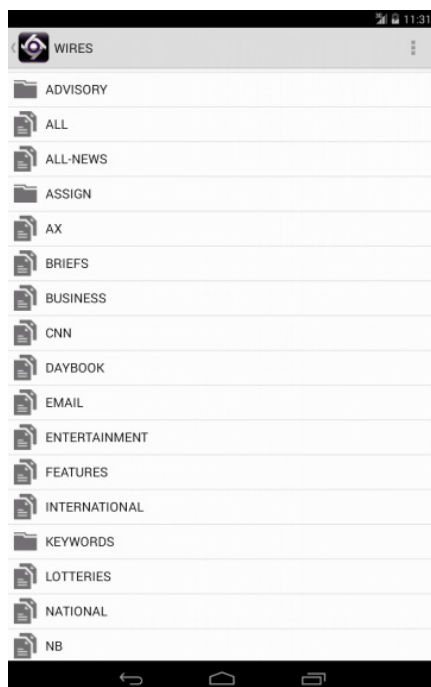 11:31
WIRES
ADVISORY
ALL
ALL-NEWS
ASSIGN
AX
BRIEFS
BUSINESS
CNN
DAYBOOK
EMAIL
ENTERTAINMENT
FEATURES
INTERNATIONAL
KEYWORDS
LOTTERIES
NATIONAL
NB